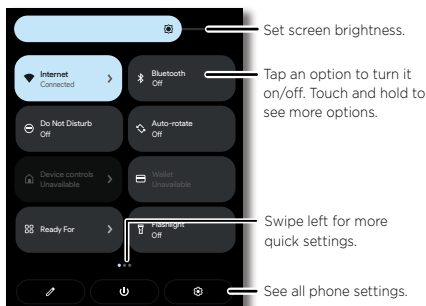 Set screen brightness.
Internet
Connected
Bluetooth
Off
Tap an option to turn it
on/off. Touch and hold to
see more options.
Do Not Disturb
Off
Auto-rotate
Off
Device controls
Unavailable
Wallet
Unavailable
Ready For
Flashlight
Off
Swipe left for more
quick settings.
See all phone settings.